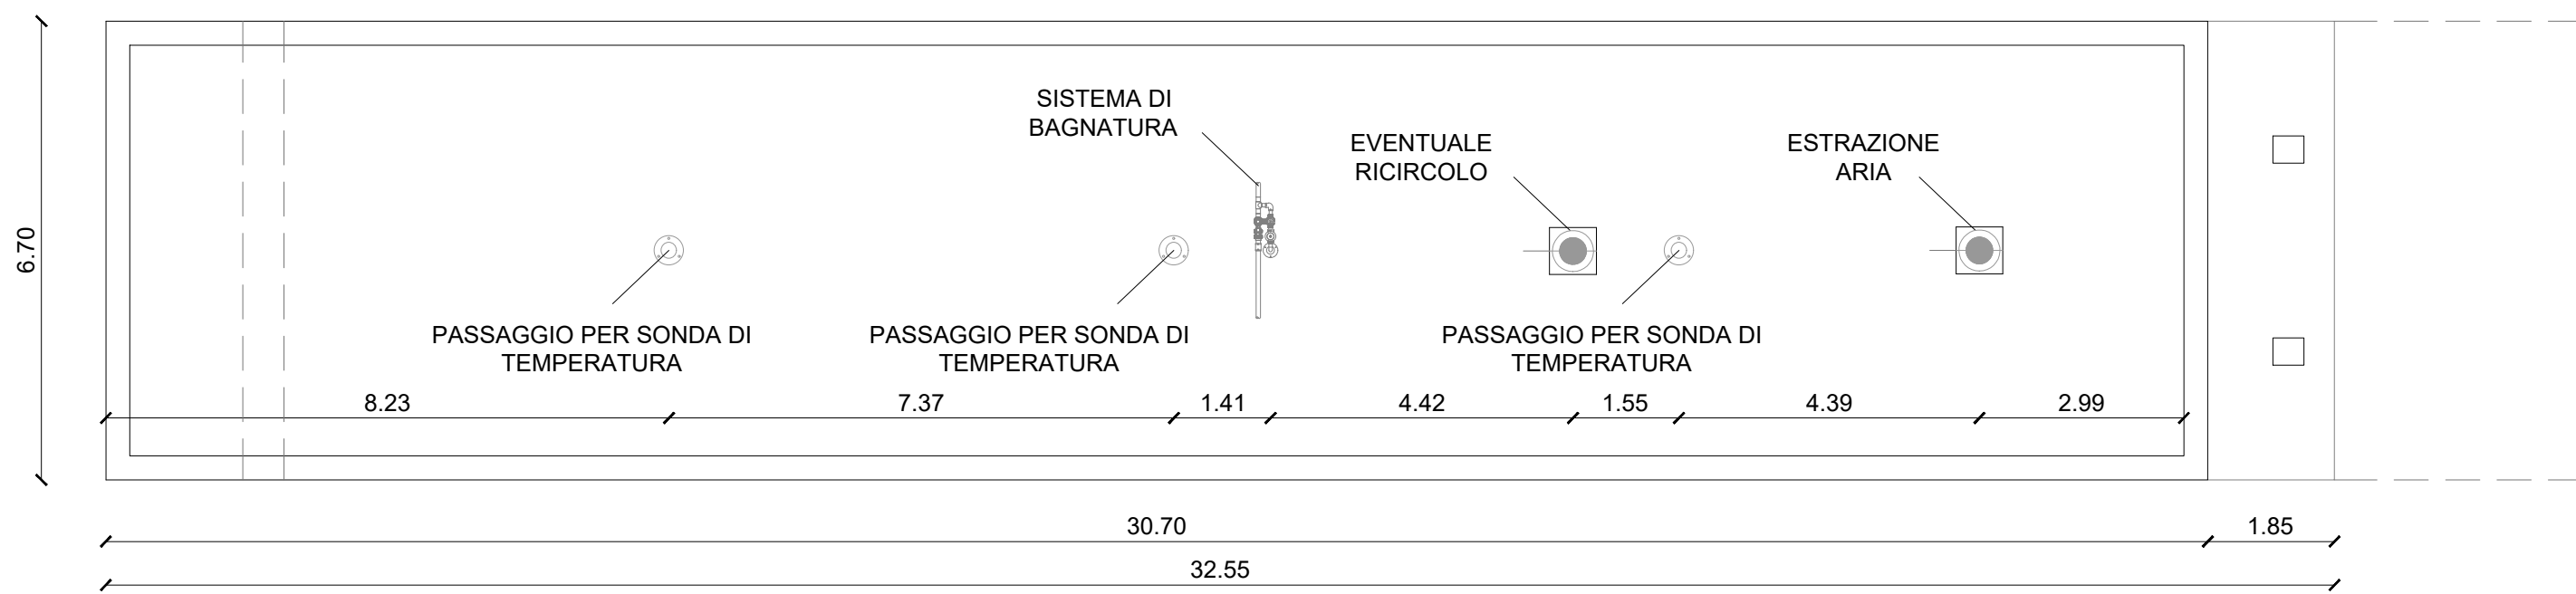 SISTEMA DI
BAGNATURA
EVENTUALE
RICIRCOLO
ESTRAZIONE
ARIA
6.70
PASSAGGIO PER SONDA DI
TEMPERATURA
PASSAGGIO PER SONDA DI
TEMPERATURA
PASSAGGIO PER SONDA DI
TEMPERATURA
8.23
7.37
1.41
4.42
1.55
4.39
2.99
30.70
1.85
32.55